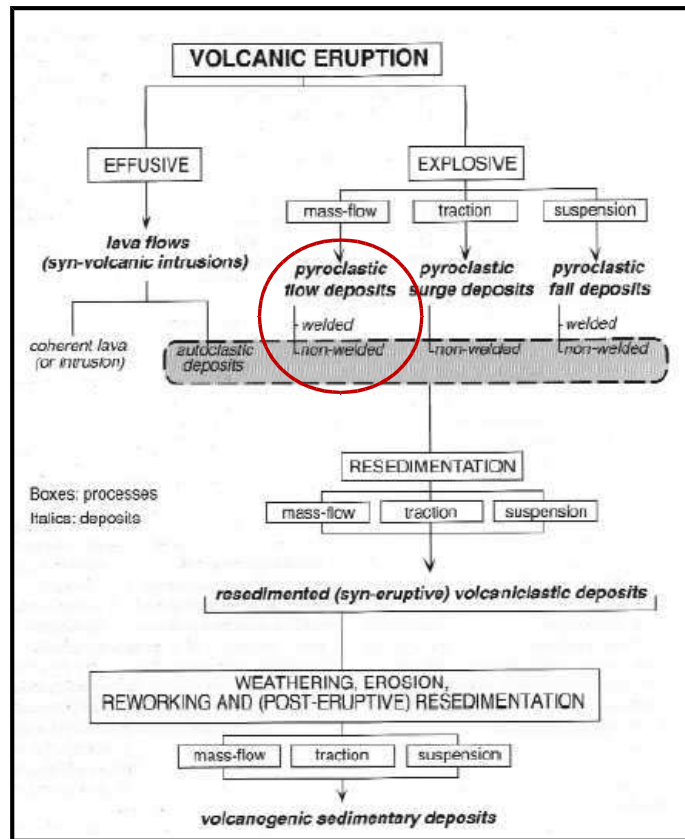 VOLCANIC ERUPTION
EFFUSIVE
EXPLOSIVE
mass-flow
traction
suspension
lava flows
(syn-volcanic intrusions)
pyroclastic
flow deposits
pyroclastic
surge deposits
pyroclastic
fall deposits
welded
welded
coherent lava
(or intrusion)
autoclastic
deposits
non-welded
non-welded
non-welded
RESEDIMENTATION
Boxes: processes
Italics: deposits
mass-flow
traction
suspension
resedimented (syn-eruptive) volcaniclastic deposits
WEATHERING, EROSION,
REWORKING AND (POST-ERUPTIVE) RESEDIMENTATION
mass-flow
traction
suspension
volcanogenic sedimentary deposits